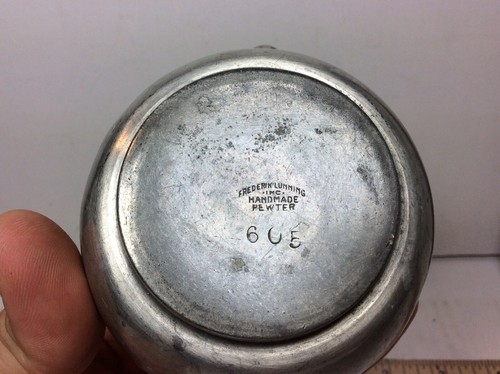 FREDERIK LUNNING
·INC·
HANDMADE
PEWTER
605